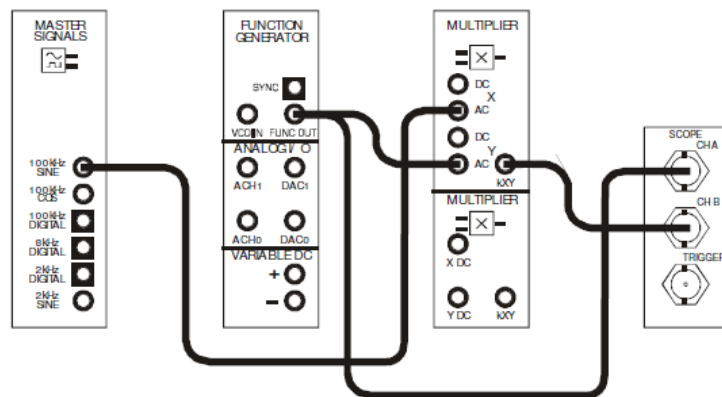 MASTER
SIGNALS
100kHz
SINE
100kHz
COS
100kHz
DIGITAL
8kHz
DIGITAL
2kHz
DIGITAL
2kHz
SINE
FUNCTION
GENERATOR
SYNC
VCO IN
FUNC OUT
ANALOG I/ O
ACH1
DAC1
ACH0
DAC0
VARIABLE DC
+
−
MULTIPLIER
X
DC
X
AC
DC
Y
AC
kXY
MULTIPLIER
X
X DC
Y DC
kXY
SCOPE
CH A
CH B
TRIGGER